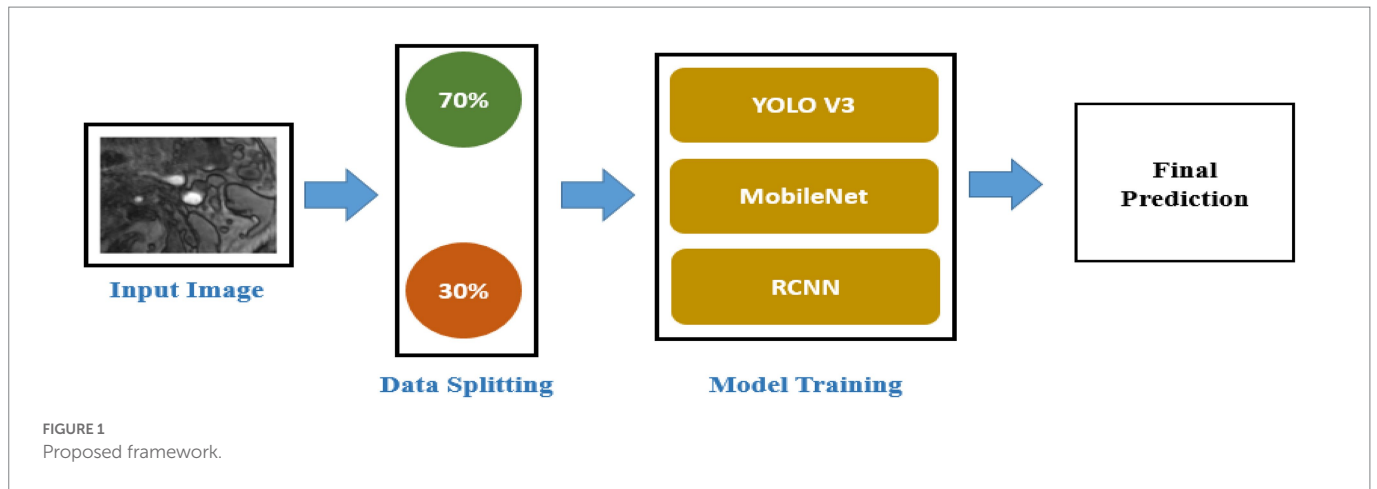 Input Image
70%
30%
Data Splitting
YOLO V3
MobileNet
RCNN
Model Training
Final
Prediction
FIGURE 1
Proposed framework.